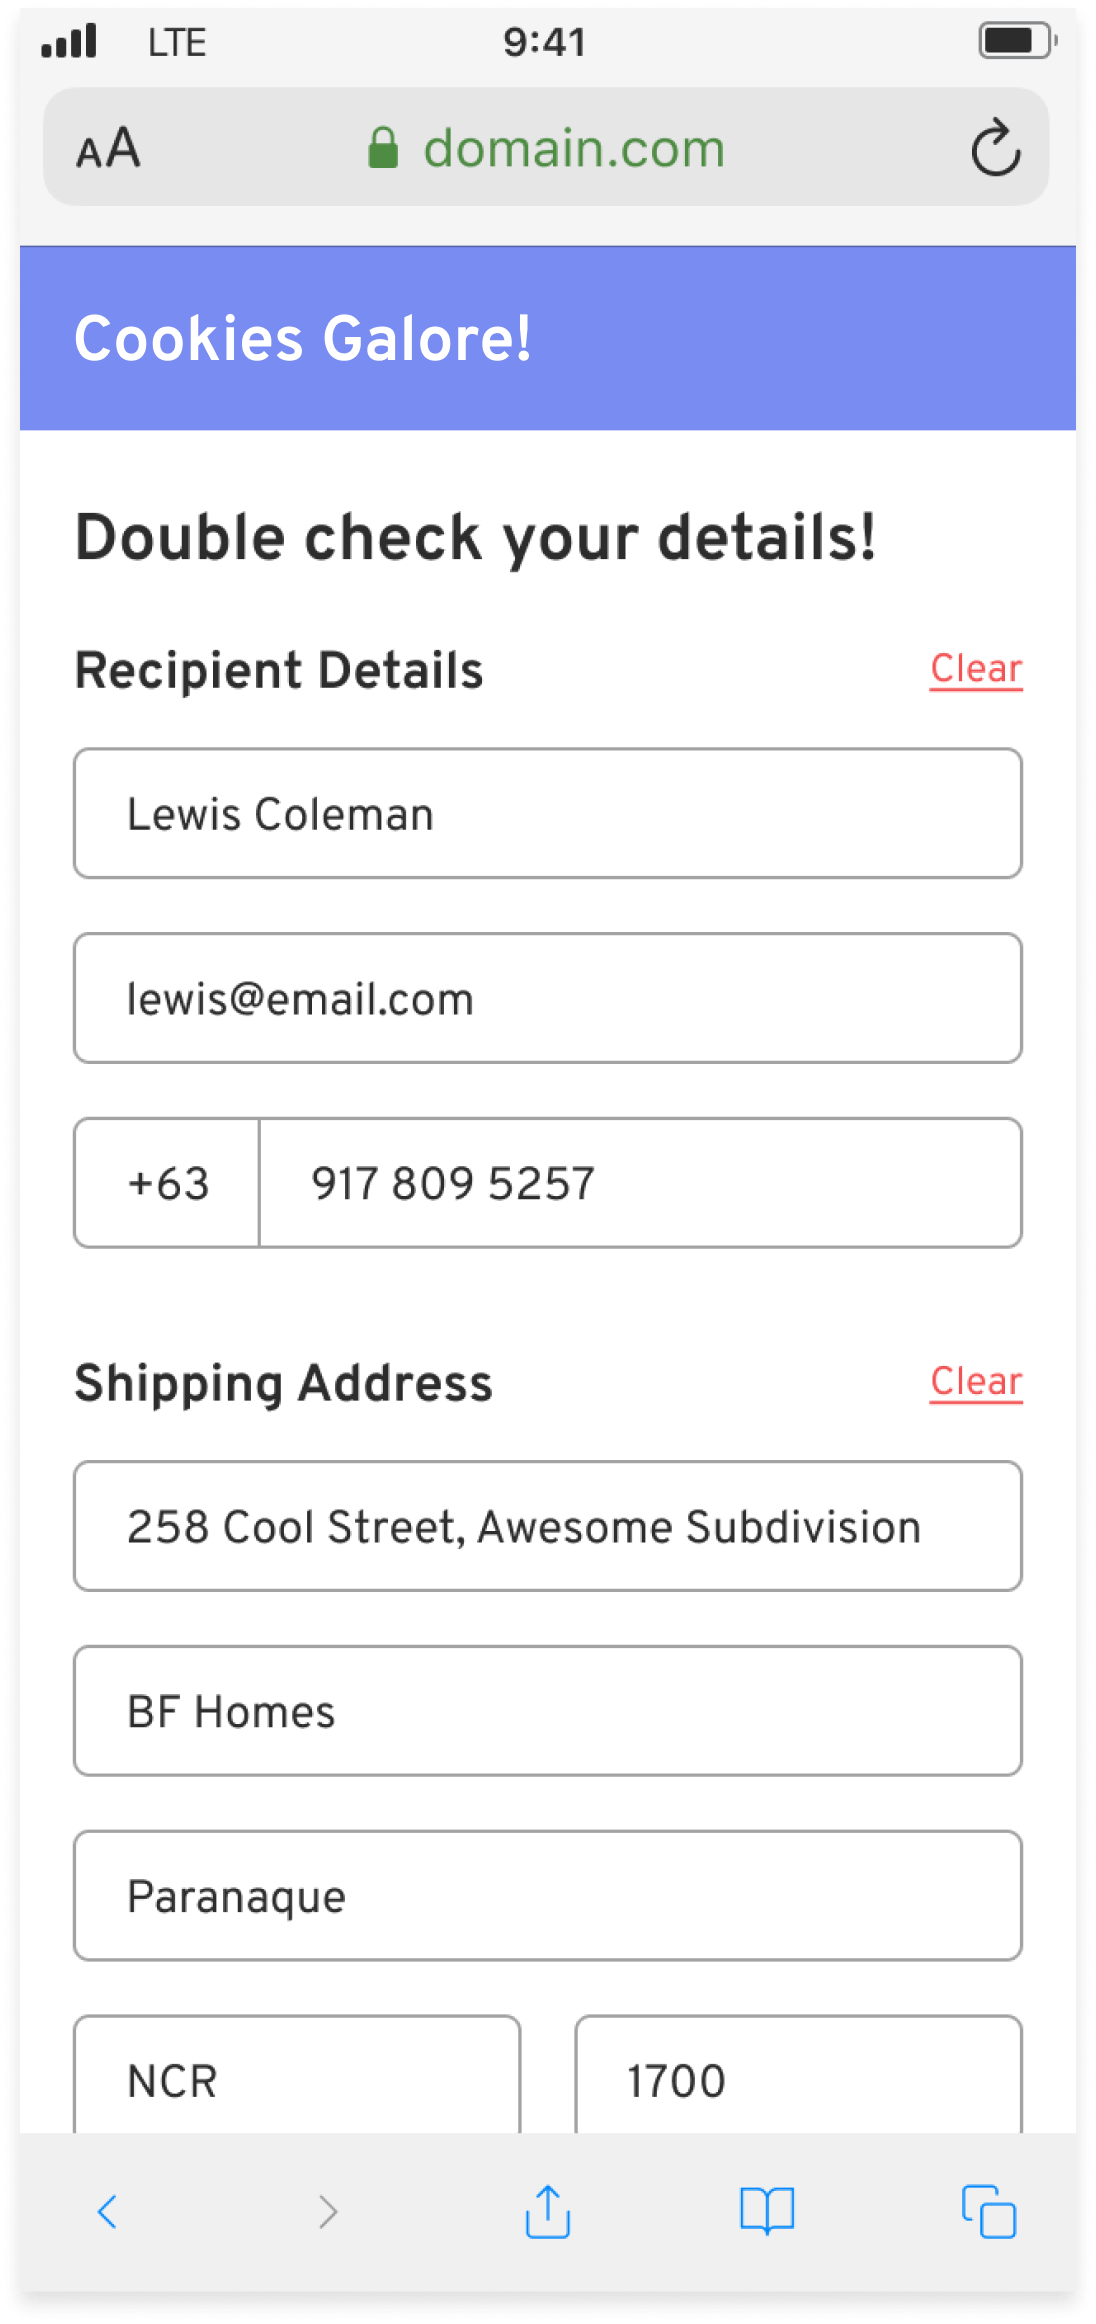 LTE 9:41
AA domain.com
Cookies Galore!
Double check your details!
Recipient Details Clear
Lewis Coleman
lewis@email.com
+63 917 809 5257
Shipping Address Clear
258 Cool Street, Awesome Subdivision
BF Homes
Paranaque
NCR 1700